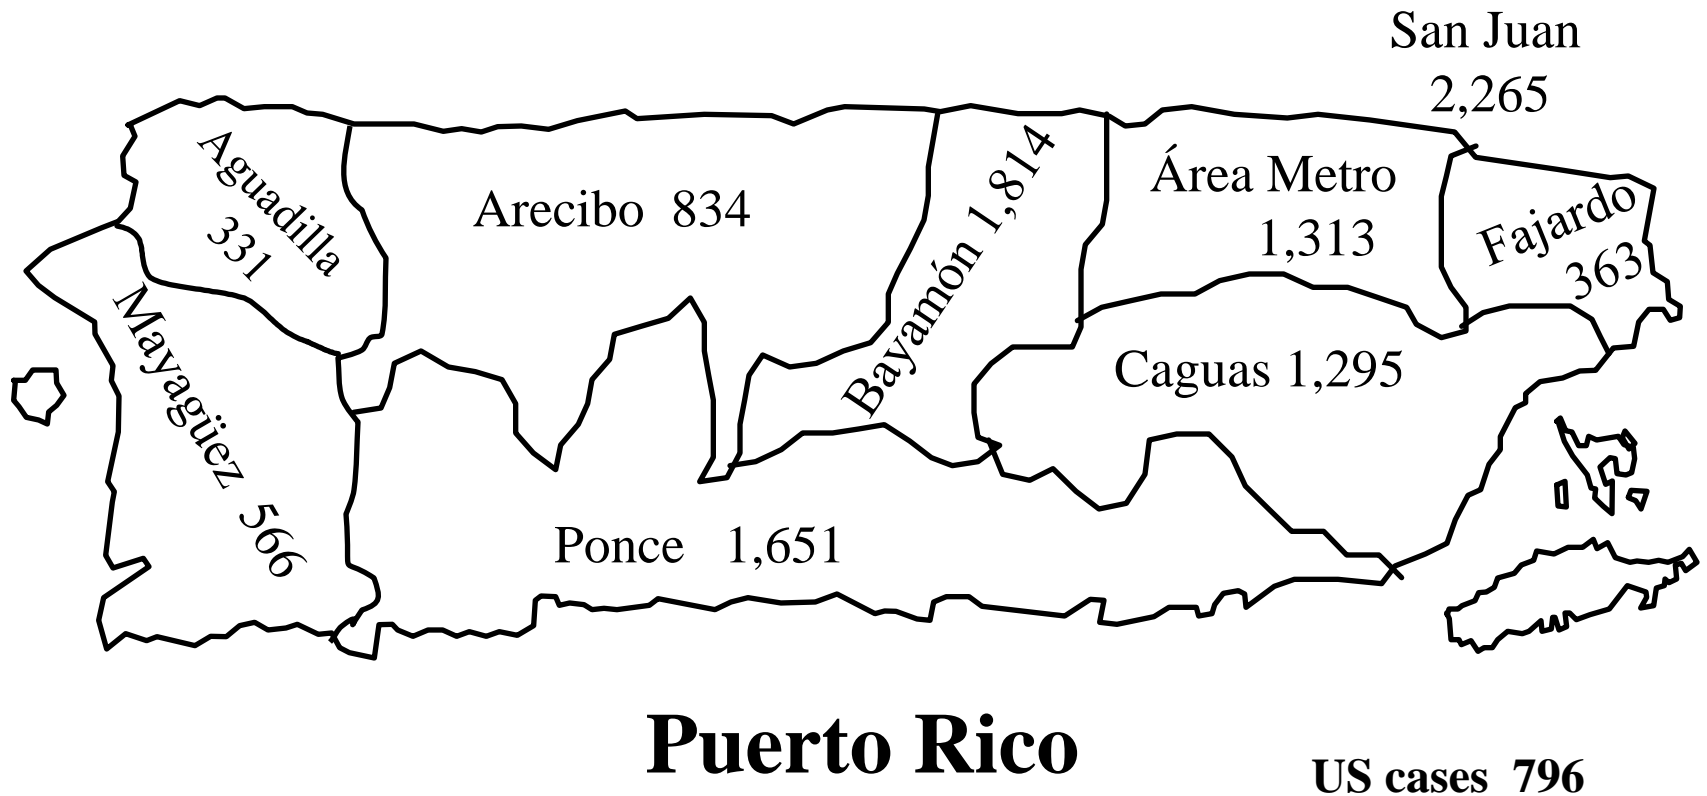 San Juan
2,265
Aguadilla
331
Arecibo 834
Bayamón 1,814
Área Metro
1,313
Fajardo
363
Mayagüez 566
Caguas 1,295
Ponce 1,651
Puerto Rico
US cases 796